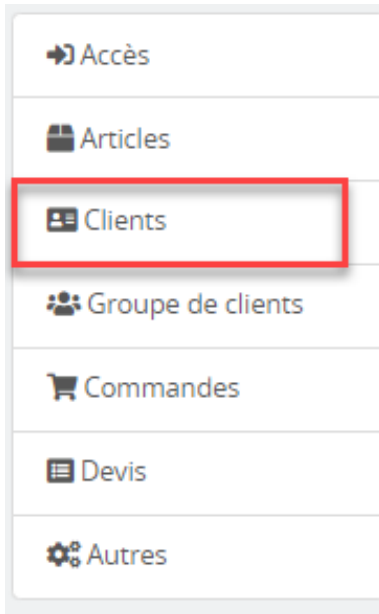 Accès
Articles
Clients
Groupe de clients
Commandes
Devis
Autres